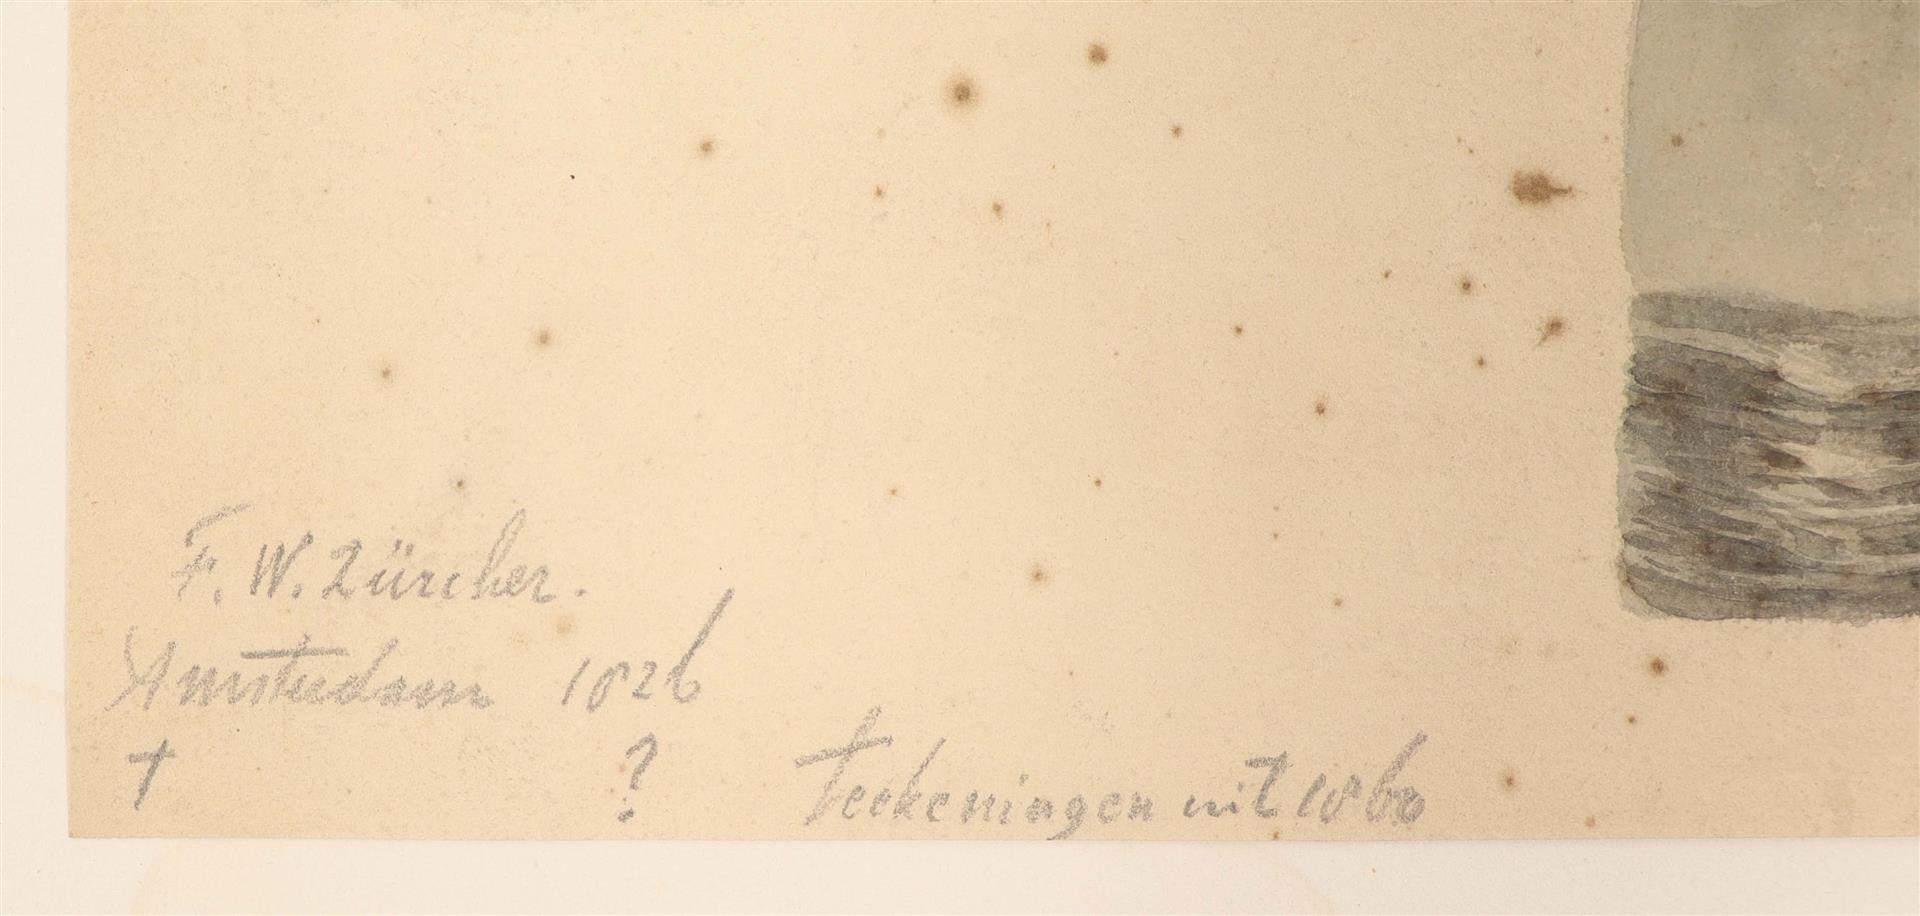 F. W. Zürcher.
Amsterdam 1826
† ? Teekeningen uit 1860